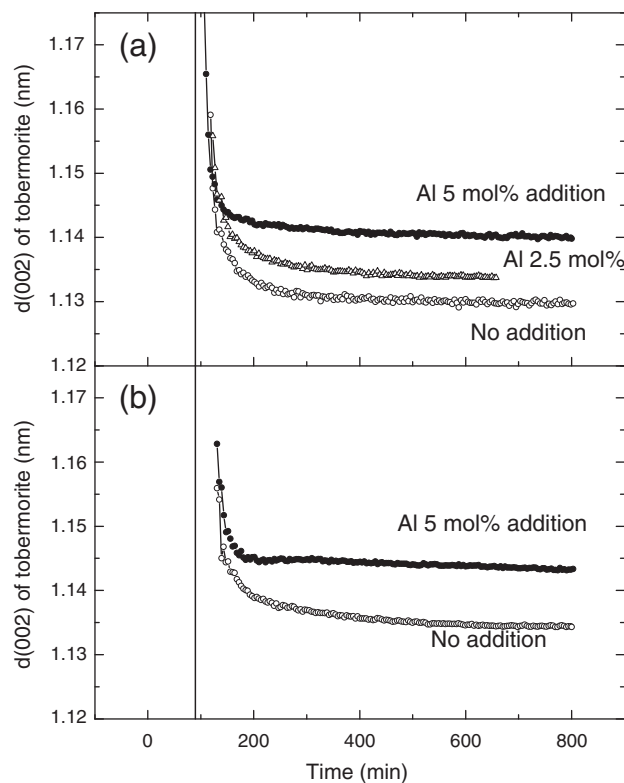 1.17
(a)
1.16
Al 5 mol% addition
1.15
1.14
Al 2.5 mol%
1.13
No addition
1.12
d(002) of tobermorite (nm)
(b)
1.17
1.16
Al 5 mol% addition
1.15
1.14
No addition
1.13
1.12
d(002) of tobermorite (nm)
0 200 400 600 800
Time (min)